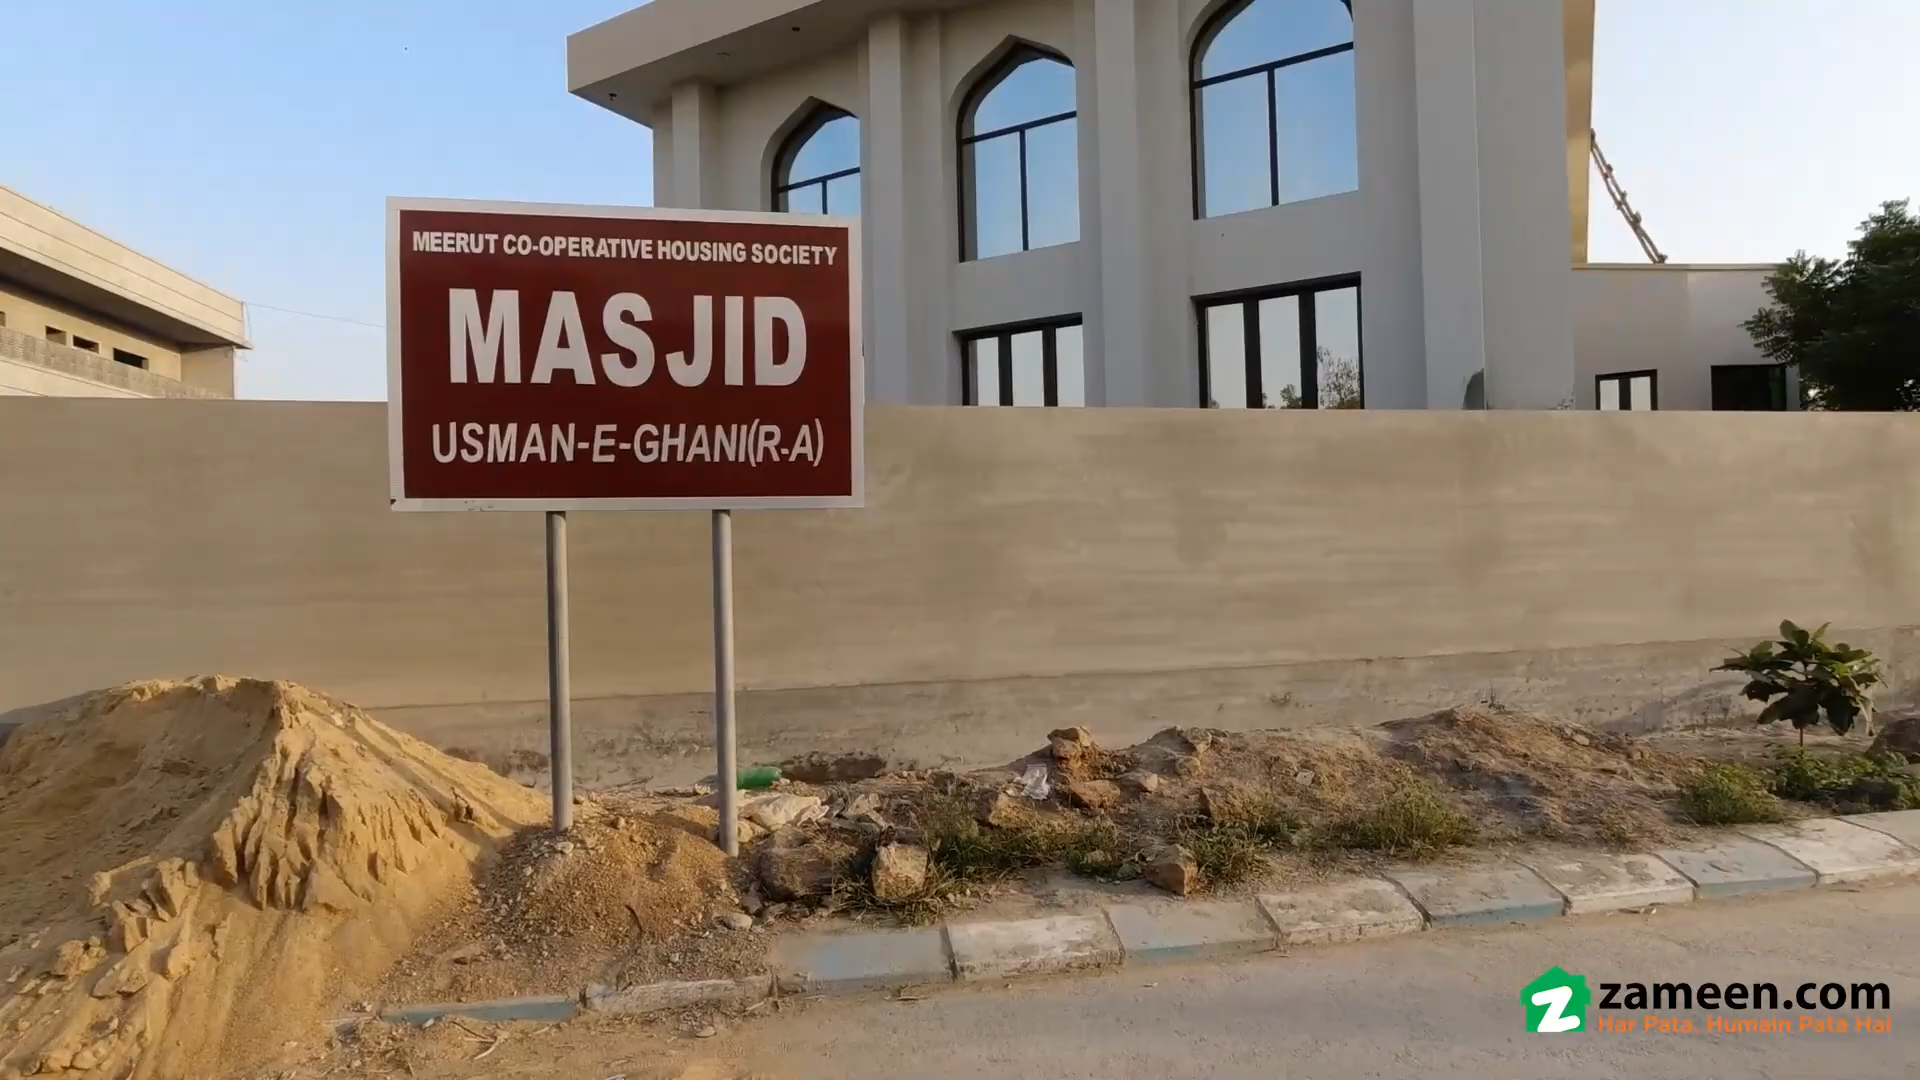 MEERUT CO-OPERATIVE HOUSING SOCIETY
MASJID
USMAN-E-GHANI(R-A)
zameen.com
Har Pata, Humain Pata Hai